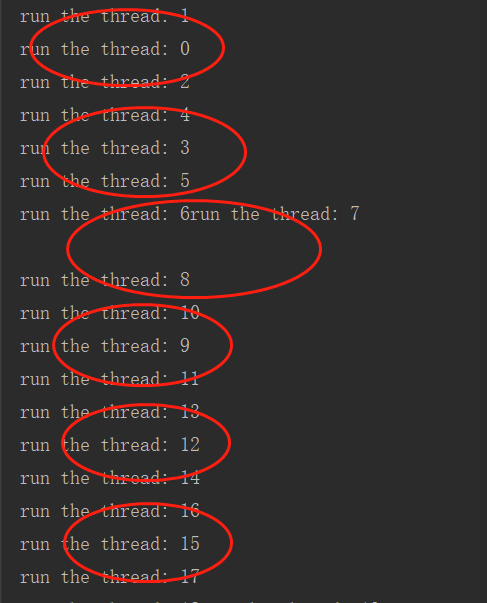 run the thread: 1
run the thread: 0
run the thread: 2
run the thread: 4
run the thread: 3
run the thread: 5
run the thread: 6run the thread: 7
run the thread: 8
run the thread: 10
run the thread: 9
run the thread: 11
run the thread: 13
run the thread: 12
run the thread: 14
run the thread: 16
run the thread: 15
run the thread: 17